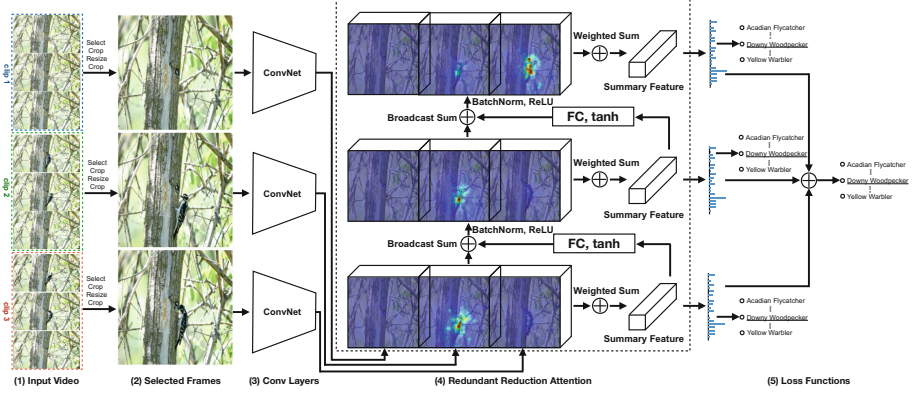 clip 1
Select
Crop
Resize
Crop
ConvNet
Weighted Sum
Summary Feature
BatchNorm, ReLU
Broadcast Sum
FC, tanh
Acadian Flycatcher
Downy Woodpecker
Yellow Warbler
clip 2
Select
Crop
Resize
Crop
ConvNet
Weighted Sum
Summary Feature
BatchNorm, ReLU
Broadcast Sum
FC, tanh
Acadian Flycatcher
Downy Woodpecker
Yellow Warbler
Acadian Flycatcher
Downy Woodpecker
Yellow Warbler
clip 3
Select
Crop
Resize
Crop
ConvNet
Weighted Sum
Summary Feature
Acadian Flycatcher
Downy Woodpecker
Yellow Warbler
(1) Input Video
(2) Selected Frames
(3) Conv Layers
(4) Redundant Reduction Attention
(5) Loss Functions